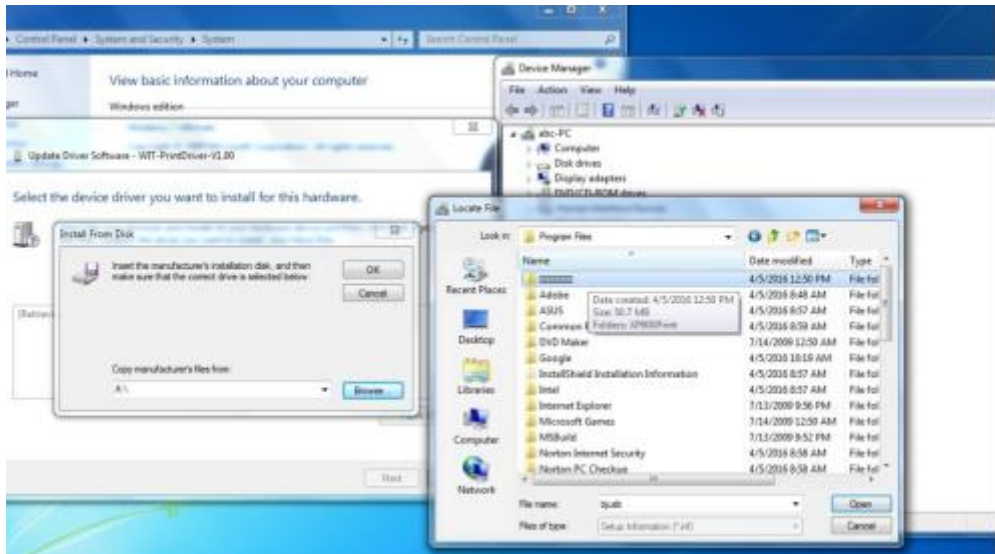 Control Panel ▸ System and Security ▸ System
Search Control Panel
View basic information about your computer
Windows edition
Device Manager
File Action View Help
abc-PC
Computer
Disk drives
Display adapters
DVD/CD-ROM drives
Update Driver Software - WIT-PrintDriver-V1.00
Select the device driver you want to install for this hardware.
Install From Disk
Insert the manufacturer's installation disk, and then
make sure that the correct drive is selected below.
OK
Cancel
Copy manufacturer's files from:
A:\
Browse...
Next
Locate File
Look in:
Program Files
Name
Date modified
Type
4/5/2016 12:50 PM
File fol
Adobe
4/5/2016 8:48 AM
File fol
ASUS
4/5/2016 8:57 AM
File fol
Common
4/5/2016 8:59 AM
File fol
DVD Maker
7/14/2009 12:50 AM
File fol
Google
4/5/2016 10:19 AM
File fol
InstallShield Installation Information
4/5/2016 8:57 AM
File fol
Intel
4/5/2016 8:57 AM
File fol
Internet Explorer
7/13/2009 9:56 PM
File fol
Microsoft Games
7/14/2009 12:50 AM
File fol
MSBuild
7/13/2009 9:52 PM
File fol
Norton Internet Security
4/5/2016 8:58 AM
File fol
Norton PC Checkup
4/5/2016 8:58 AM
File fol
Date created: 4/5/2016 12:50 PM
Size: 50.7 MB
Recent Places
Desktop
Libraries
Computer
Network
File name:
Open
Files of type:
Setup Information (*.inf)
Cancel